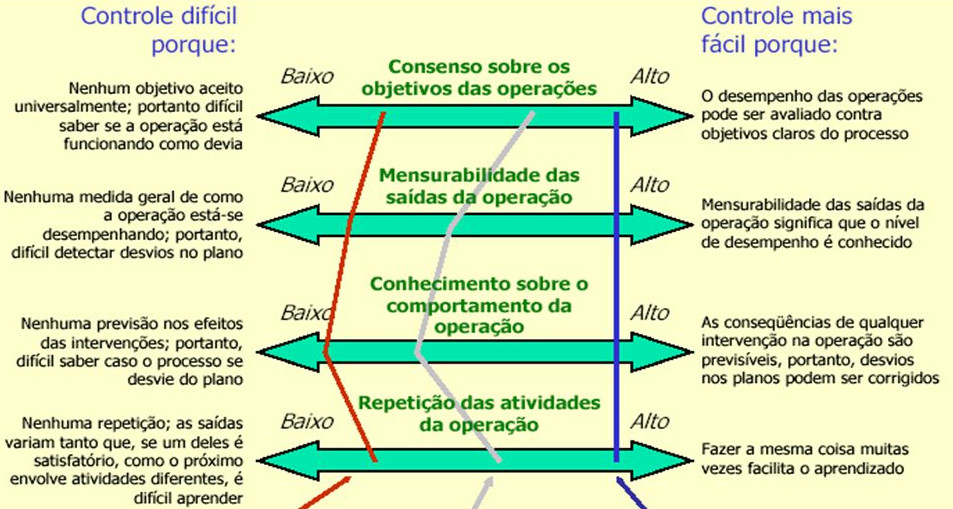 Controle difícil
porque:
Controle mais
fácil porque:
Baixo
Consenso sobre os
objetivos das operações
Alto
Nenhum objetivo aceito
universalmente; portanto difícil
saber se a operação está
funcionando como devia
O desempenho das operações
pode ser avaliado contra
objetivos claros do processo
Baixo
Mensurabilidade das
saídas da operação
Alto
Nenhuma medida geral de como
a operação está-se
desempenhando; portanto,
difícil detectar desvios no plano
Mensurabilidade das saídas da
operação significa que o nível
de desempenho é conhecido
Baixo
Conhecimento sobre o
comportamento da
operação
Alto
Nenhuma previsão nos efeitos
das intervenções; portanto,
difícil saber caso o processo se
desvie do plano
As conseqüências de qualquer
intervenção na operação são
previsíveis, portanto, desvios
nos planos podem ser corrigidos
Baixo
Repetição das atividades
da operação
Alto
Nenhuma repetição; as saídas
variam tanto que, se um deles é
satisfatório, como o próximo
envolve atividades diferentes, é
difícil aprender
Fazer a mesma coisa muitas
vezes facilita o aprendizado